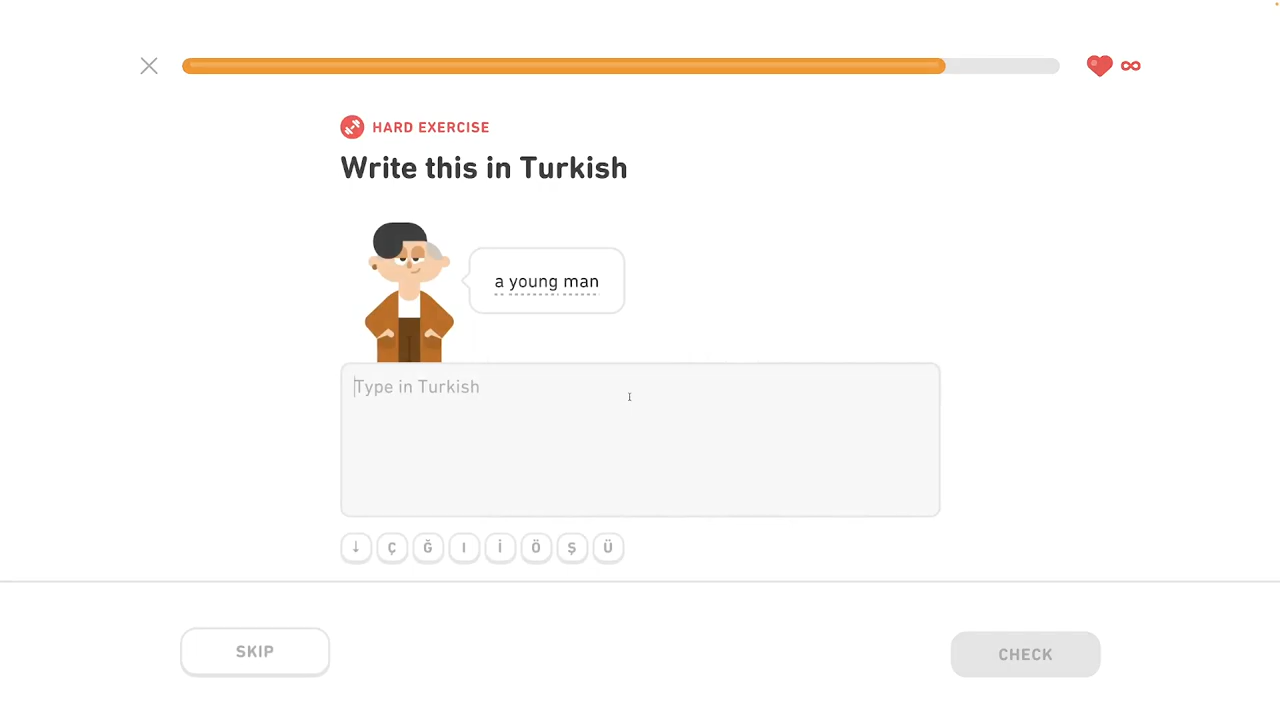 HARD EXERCISE
Write this in Turkish
a young man
Type in Turkish
↓ Ç Ğ I İ Ö Ş Ü
SKIP
CHECK